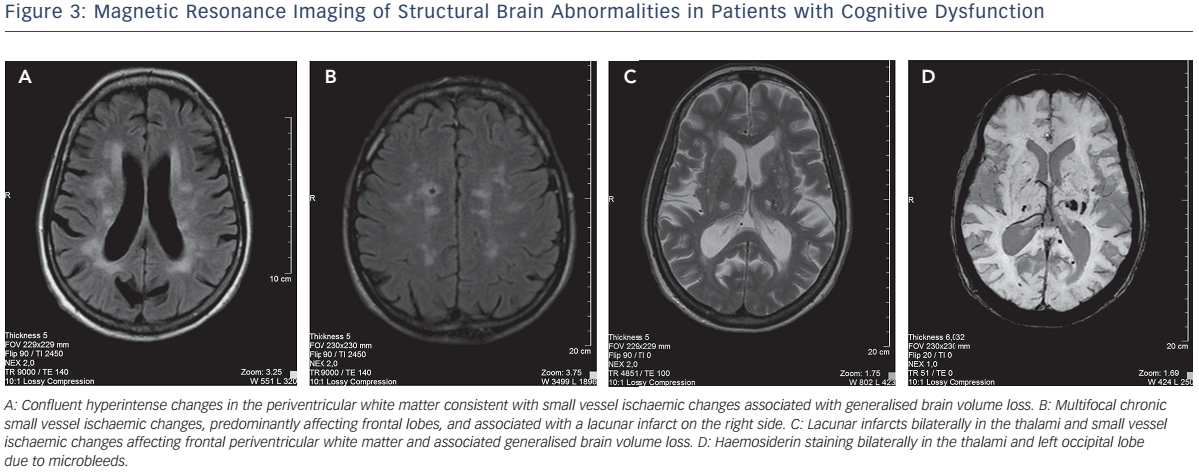 Figure 3: Magnetic Resonance Imaging of Structural Brain Abnormalities in Patients with Cognitive Dysfunction
A
R
10 cm
Thickness 5
FOV 229x229 mm
Flip 90 / TI 2450
NEX 2,0
TR 9000 / TE 140
10:1 Lossy Compression
Zoom: 3.25
W 551 L 320
B
R
20 cm
Thickness 5
FOV 230x230 mm
Flip 90 / TI 2450
NEX 2,0
TR 9000 / TE 140
10:1 Lossy Compression
Zoom: 3.75
W 3499 L 1896
C
R
20 cm
Thickness 5
FOV 229x229 mm
Flip 90 / TI 0
NEX 2,0
TR 4851 / TE 100
10:1 Lossy Compression
Zoom: 1.75
W 802 L 423
D
R
20 cm
Thickness 6,032
FOV 230x230 mm
Flip 20 / TI 0
NEX 1,0
TR 51 / TE 0
10:1 Lossy Compression
Zoom: 1.69
W 424 L 250
A: Confluent hyperintense changes in the periventricular white matter consistent with small vessel ischaemic changes associated with generalised brain volume loss. B: Multifocal chronic
small vessel ischaemic changes, predominantly affecting frontal lobes, and associated with a lacunar infarct on the right side. C: Lacunar infarcts bilaterally in the thalami and small vessel
ischaemic changes affecting frontal periventricular white matter and associated generalised brain volume loss. D: Haemosiderin staining bilaterally in the thalami and left occipital lobe
due to microbleeds.